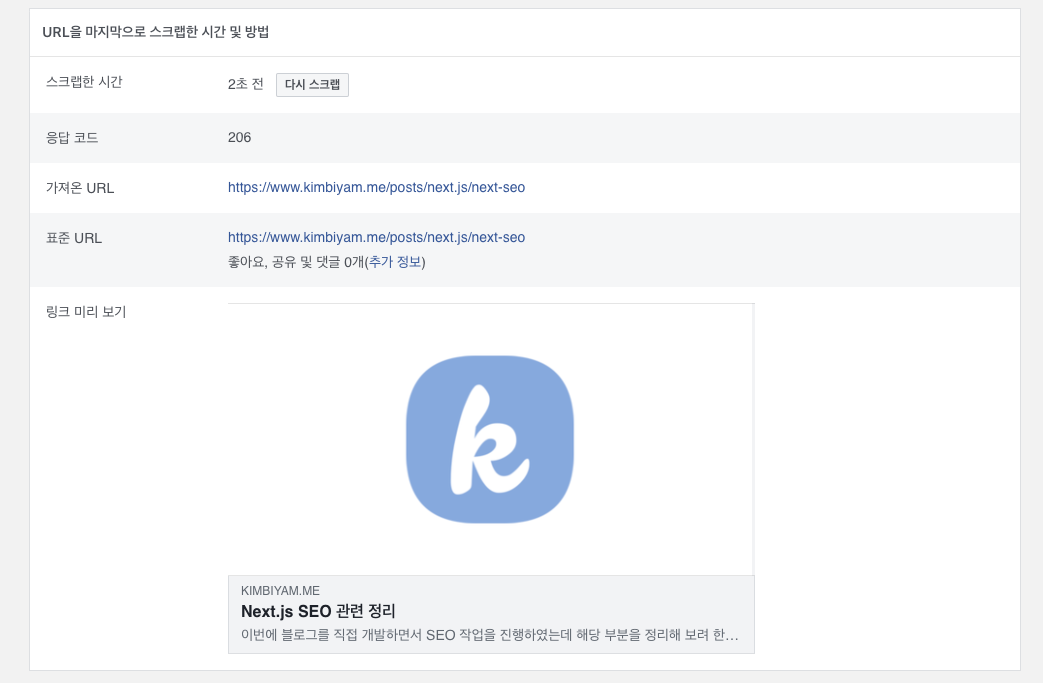 URL을 마지막으로 스크랩한 시간 및 방법
스크랩한 시간
2초 전 다시 스크랩
응답 코드
206
가져온 URL
https://www.kimbiyam.me/posts/next.js/next-seo
표준 URL
https://www.kimbiyam.me/posts/next.js/next-seo
좋아요, 공유 및 댓글 0개(추가 정보)
링크 미리 보기
k
KIMBIYAM.ME
Next.js SEO 관련 정리
이번에 블로그를 직접 개발하면서 SEO 작업을 진행하였는데 해당 부분을 정리해 보려 한…